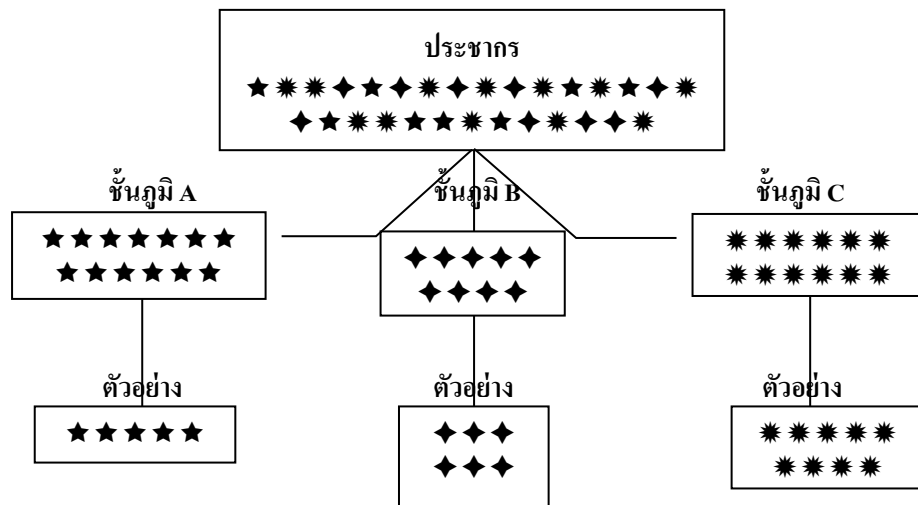 ประชากร
ชั้นภูมิ A
ชั้นภูมิ B
ชั้นภูมิ C
ตัวอย่าง
ตัวอย่าง
ตัวอย่าง